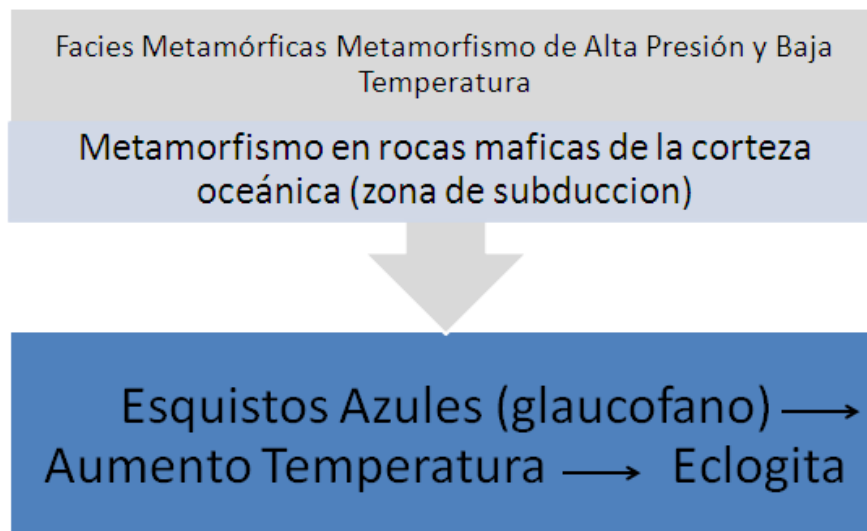 Facies Metamórficas Metamorfismo de Alta Presión y Baja
Temperatura
Metamorfismo en rocas maficas de la corteza
oceánica (zona de subduccion)
Esquistos Azules (glaucofano) →
Aumento Temperatura → Eclogita